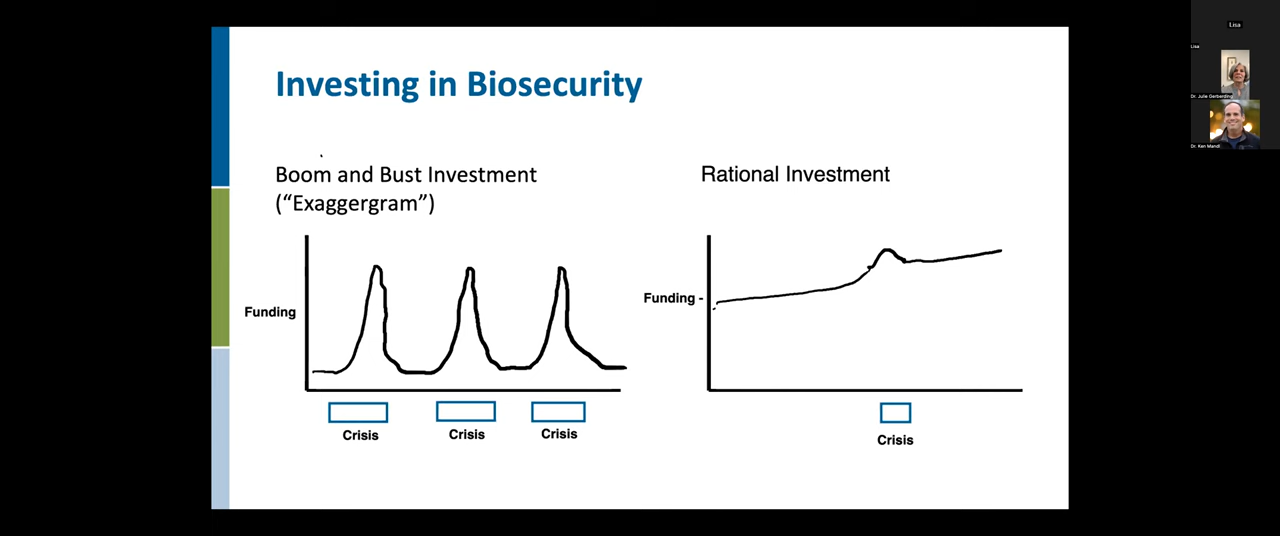 Investing in Biosecurity
Boom and Bust Investment
(“Exaggergram”)
Funding
Crisis
Crisis
Crisis
Rational Investment
Funding -
Crisis
Lisa
Lisa
Dr. Julie Gerberding
Dr. Ken Mandl